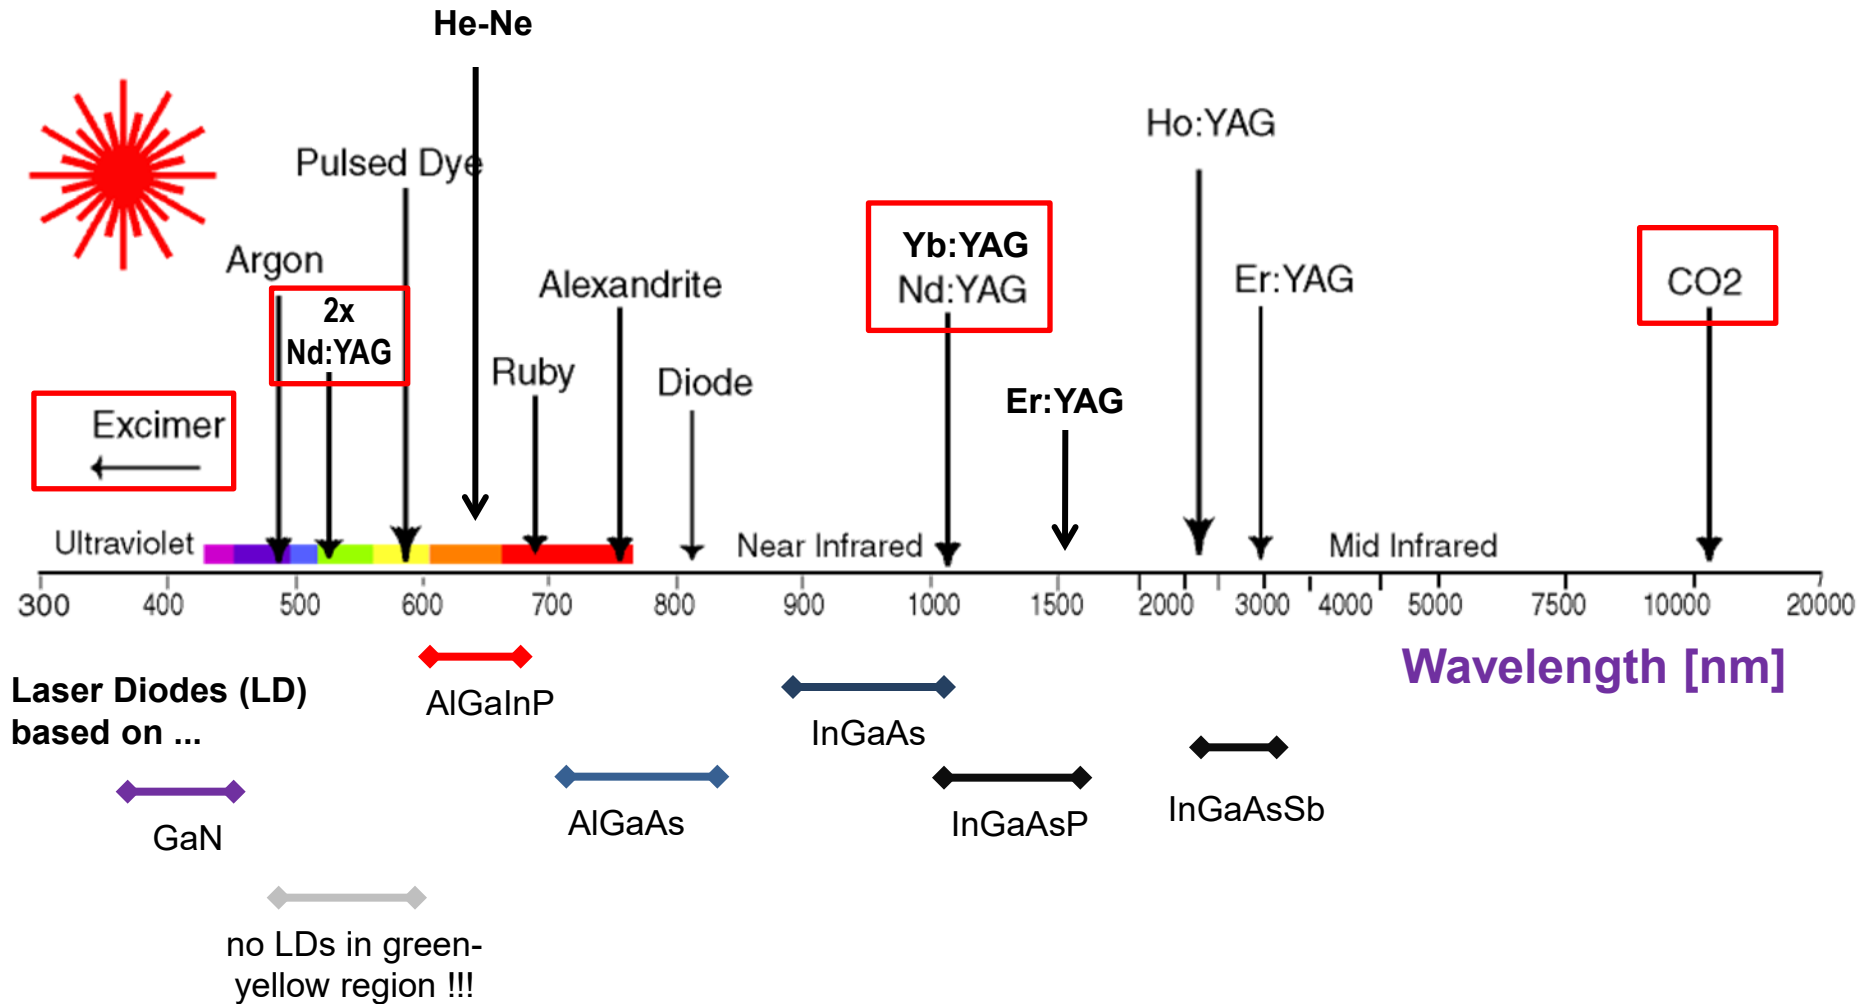 He-Ne
Ho:YAG
Pulsed Dye
Argon
Yb:YAG
Nd:YAG
Er:YAG
CO2
Alexandrite
2x
Nd:YAG
Ruby
Diode
Er:YAG
Excimer
Ultraviolet
Near Infrared
Mid Infrared
300 400 500 600 700 800 900 1000 1500 2000 3000 4000 5000 7500 10000 20000
Wavelength [nm]
Laser Diodes (LD)
based on ...
AlGaInP
InGaAs
GaN
AlGaAs
InGaAsP
InGaAsSb
no LDs in green-
yellow region !!!